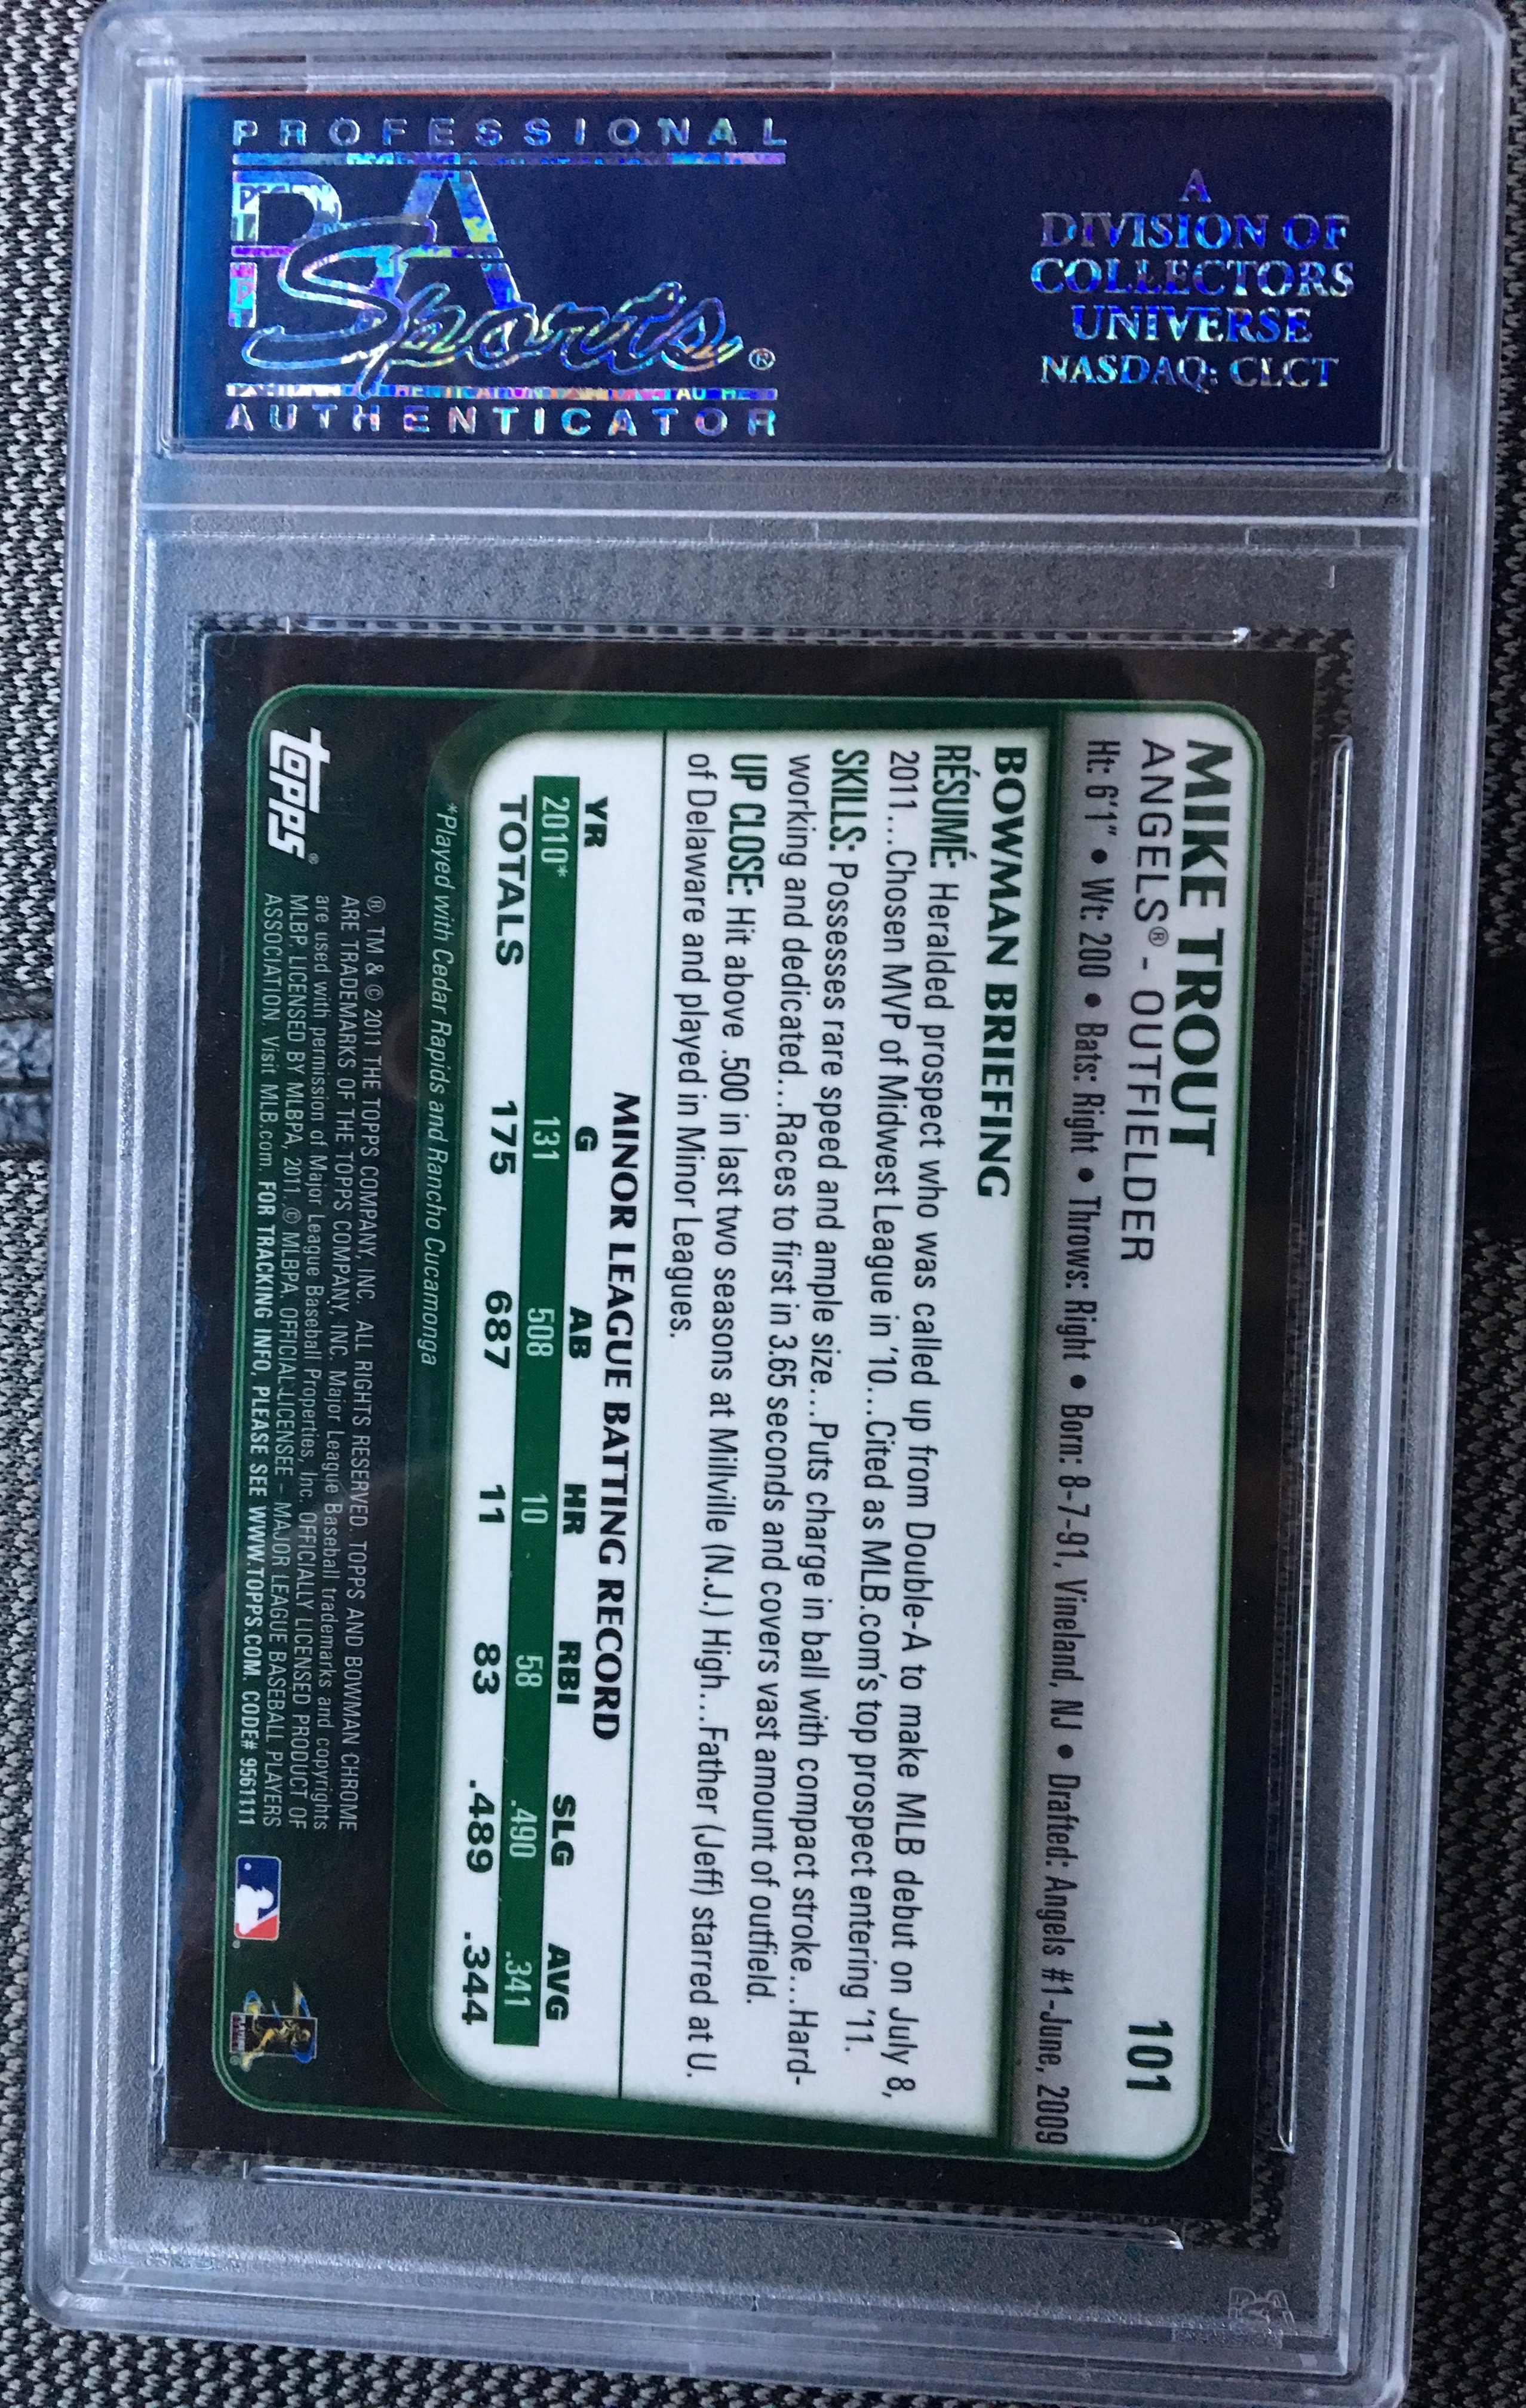 PROFESSIONAL
PSA
Sports®
AUTHENTICATOR
A
DIVISION OF
COLLECTORS
UNIVERSE
NASDAQ: CLCT
MIKE TROUT
101
ANGELS® - OUTFIELDER
Ht: 6'1" • Wt: 200 • Bats: Right • Throws: Right • Born: 8-7-91, Vineland, NJ • Drafted: Angels #1-June, 2009
BOWMAN BRIEFING
RÉSUMÉ: Heralded prospect who was called up from Double-A to make MLB debut on July 8,
2011...Chosen MVP of Midwest League in '10...Cited as MLB.com's top prospect entering '11.
SKILLS: Possesses rare speed and ample size...Puts charge in ball with compact stroke...Hard-
working and dedicated...Races to first in 3.65 seconds and covers vast amount of outfield.
UP CLOSE: Hit above .500 in last two seasons at Millville (N.J.) High...Father (Jeff) starred at U.
of Delaware and played in Minor Leagues.
MINOR LEAGUE BATTING RECORD
YR G AB HR RBI SLG AVG
2010* 131 508 10 58 .490 .341
TOTALS 175 687 11 83 .489 .344
*Played with Cedar Rapids and Rancho Cucamonga
topps®
®, TM & © 2011 THE TOPPS COMPANY, INC. ALL RIGHTS RESERVED. TOPPS AND BOWMAN CHROME
ARE TRADEMARKS OF THE TOPPS COMPANY, INC. Major League Baseball trademarks and copyrights
are used with permission of Major League Baseball Properties, Inc. OFFICIALLY LICENSED PRODUCT OF
MLBP. LICENSED BY MLBPA, 2011. © MLBPA. OFFICIAL LICENSEE – MAJOR LEAGUE BASEBALL PLAYERS
ASSOCIATION. Visit MLB.com. FOR TRACKING INFO, PLEASE SEE WWW.TOPPS.COM. CODE# 9561111